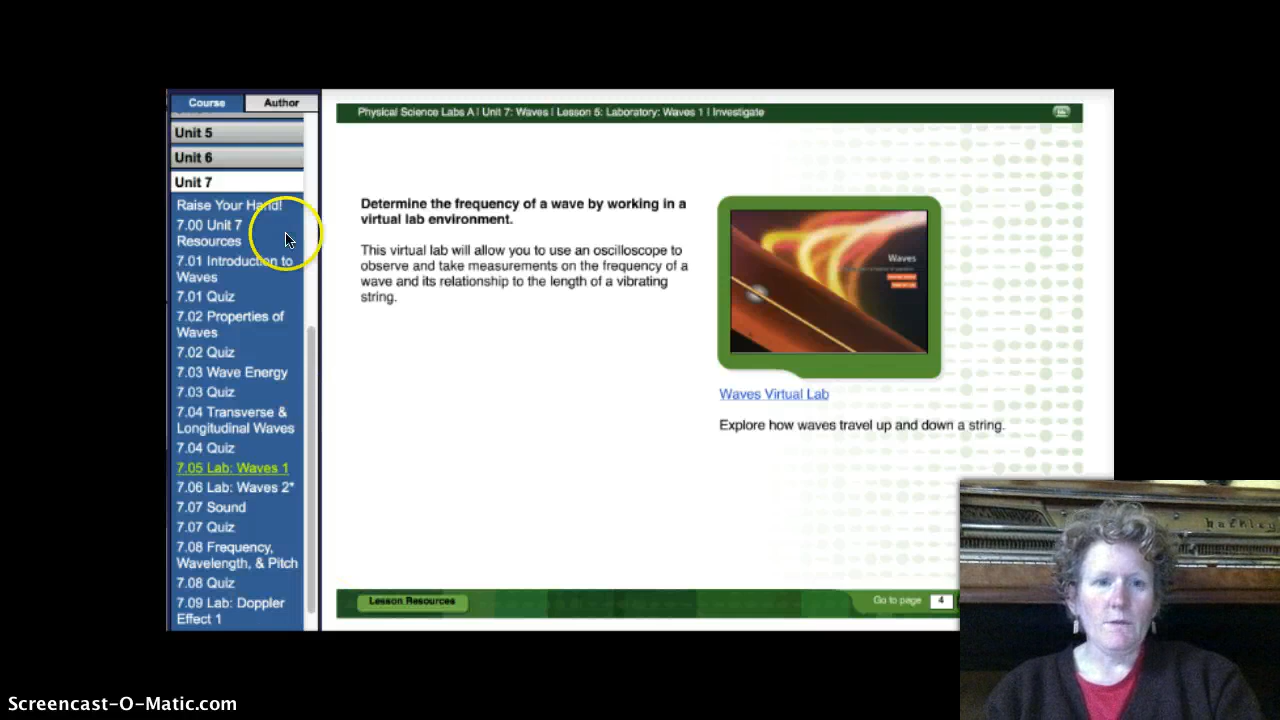 Course Author
Unit 5
Unit 6
Unit 7
Raise Your Hand!
7.00 Unit 7
Resources
7.01 Introduction to
Waves
7.01 Quiz
7.02 Properties of
Waves
7.02 Quiz
7.03 Wave Energy
7.03 Quiz
7.04 Transverse &
Longitudinal Waves
7.04 Quiz
7.05 Lab: Waves 1
7.06 Lab: Waves 2*
7.07 Sound
7.07 Quiz
7.08 Frequency,
Wavelength, & Pitch
7.08 Quiz
7.09 Lab: Doppler
Effect 1
Physical Science Labs A | Unit 7: Waves | Lesson 5: Laboratory: Waves 1 | Investigate
Determine the frequency of a wave by working in a
virtual lab environment.
This virtual lab will allow you to use an oscilloscope to
observe and take measurements on the frequency of a
wave and its relationship to the length of a vibrating
string.
Waves
Waves Virtual Lab
Explore how waves travel up and down a string.
Lesson Resources
Go to page 4
Screencast-O-Matic.com